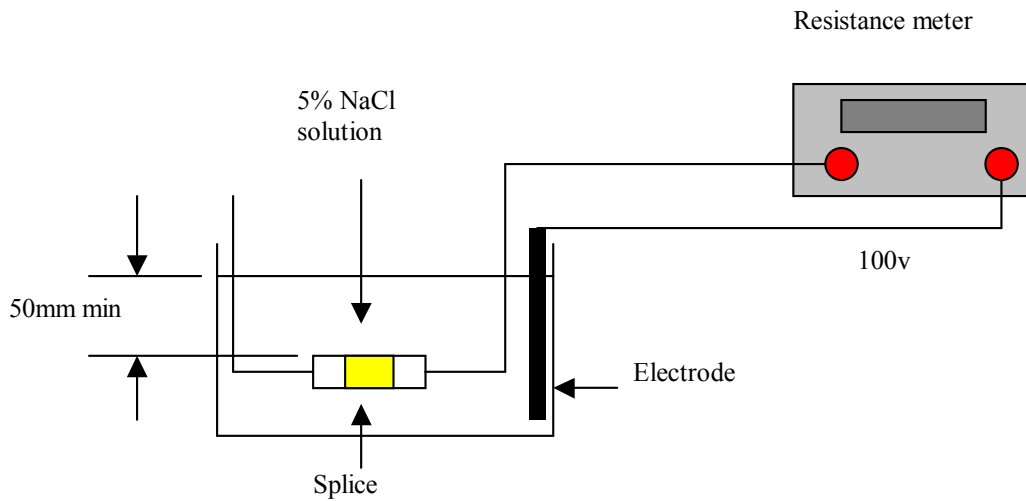 Resistance meter
5% NaCl
solution
100v
50mm min
Electrode
Splice